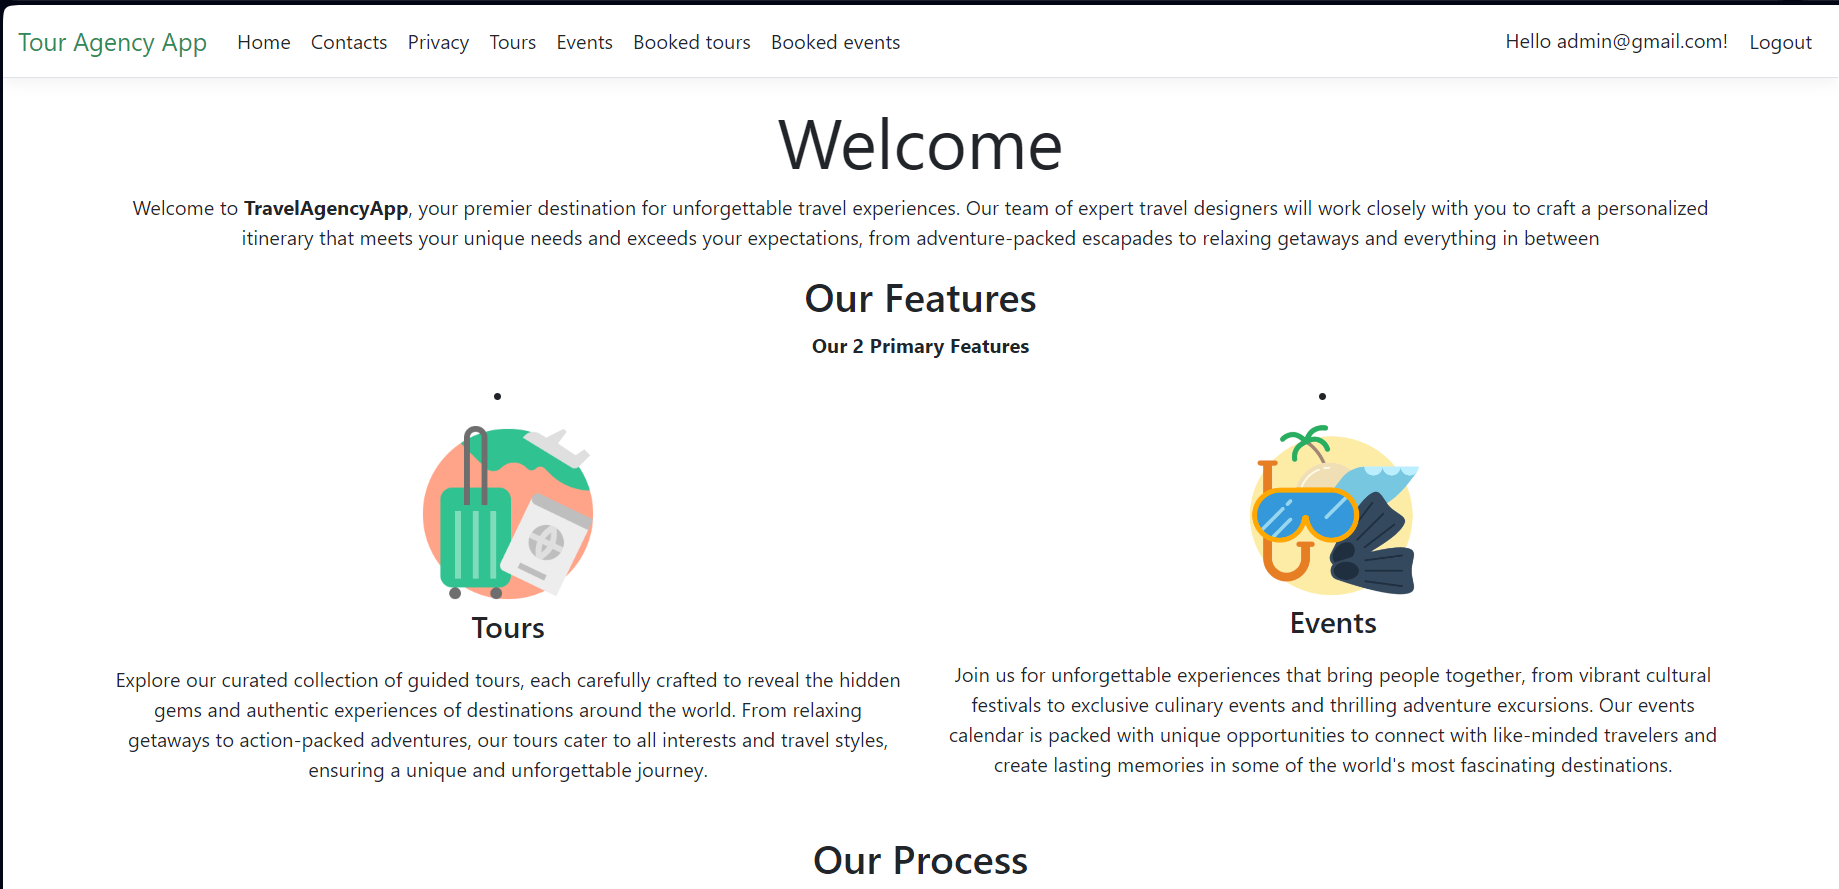 Tour Agency App Home Contacts Privacy Tours Events Booked tours Booked events Hello admin@gmail.com! Logout
Welcome
Welcome to TravelAgencyApp, your premier destination for unforgettable travel experiences. Our team of expert travel designers will work closely with you to craft a personalized
itinerary that meets your unique needs and exceeds your expectations, from adventure-packed escapades to relaxing getaways and everything in between
Our Features
Our 2 Primary Features
Tours
Explore our curated collection of guided tours, each carefully crafted to reveal the hidden
gems and authentic experiences of destinations around the world. From relaxing
getaways to action-packed adventures, our tours cater to all interests and travel styles,
ensuring a unique and unforgettable journey.
Events
Join us for unforgettable experiences that bring people together, from vibrant cultural
festivals to exclusive culinary events and thrilling adventure excursions. Our events
calendar is packed with unique opportunities to connect with like-minded travelers and
create lasting memories in some of the world's most fascinating destinations.
Our Process